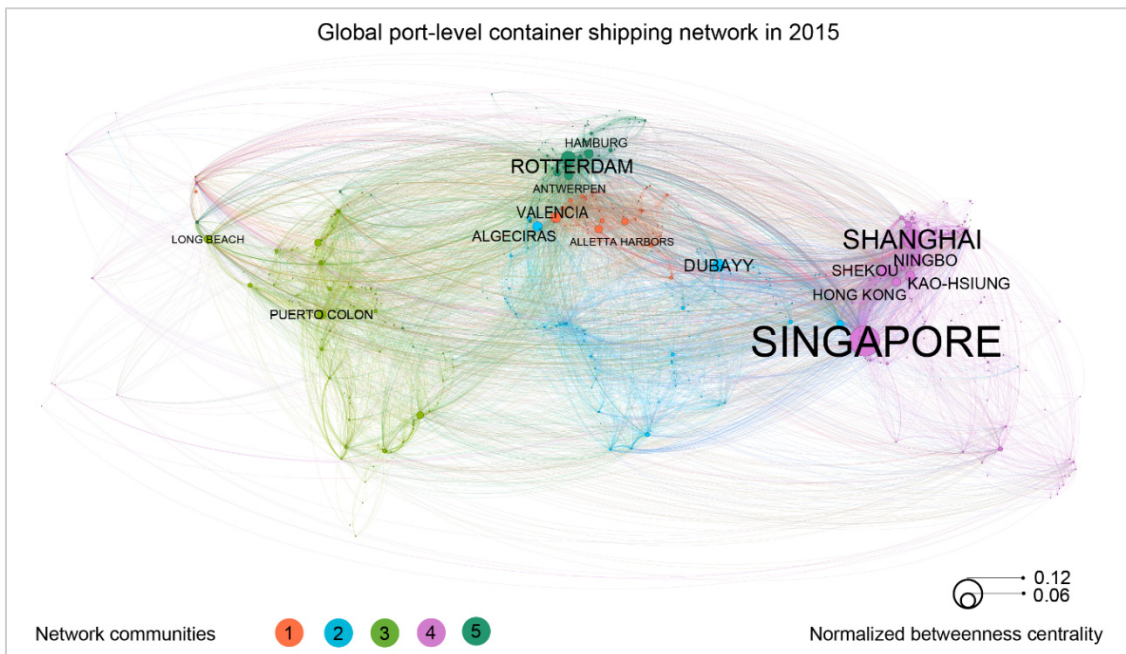 Global port-level container shipping network in 2015
HAMBURG
ROTTERDAM
ANTWERPEN
VALENCIA
ALGECIRAS
ALLETTA HARBORS
LONG BEACH
DUBAYY
SHANGHAI
NINGBO
SHEKOU
KAO-HSIUNG
HONG KONG
PUERTO COLON
SINGAPORE
0.12
0.06
Network communities
1
2
3
4
5
Normalized betweenness centrality